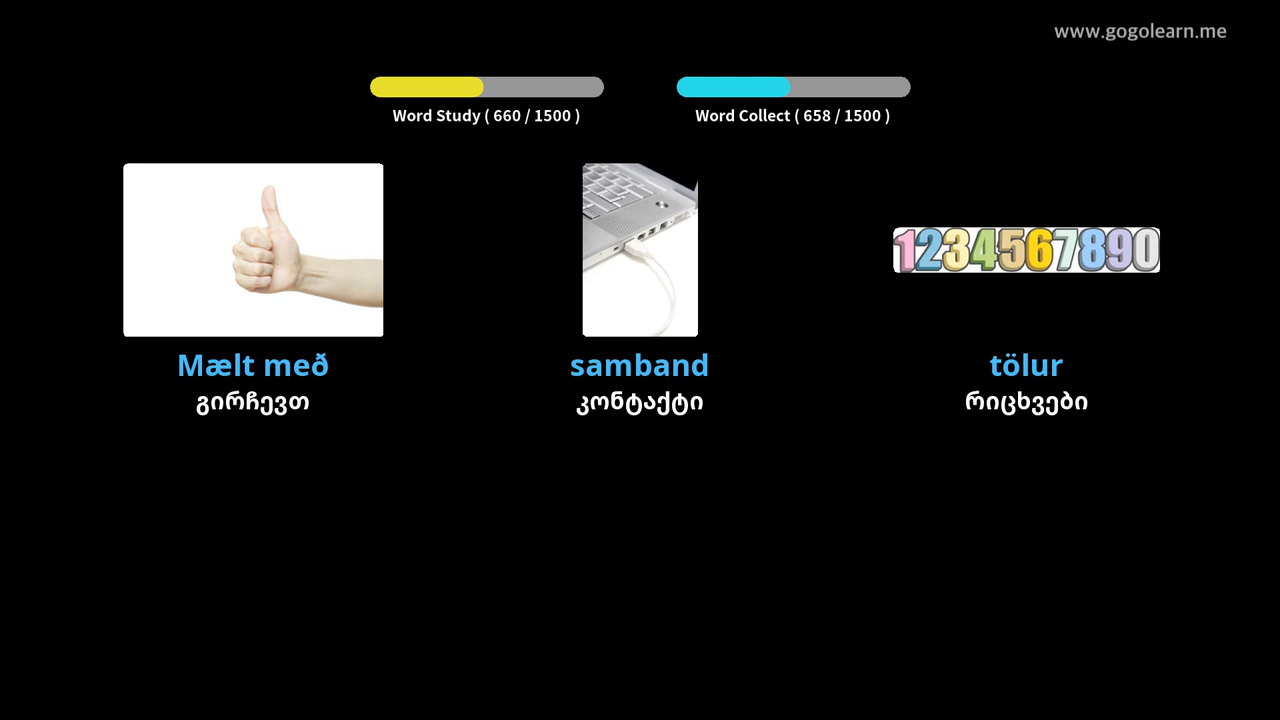 www.gogolearn.me
Word Study ( 660 / 1500 )
Word Collect ( 658 / 1500 )
1234567890
Mælt með
samband
tölur
გირჩევთ
კონტაქტი
რიცხვები